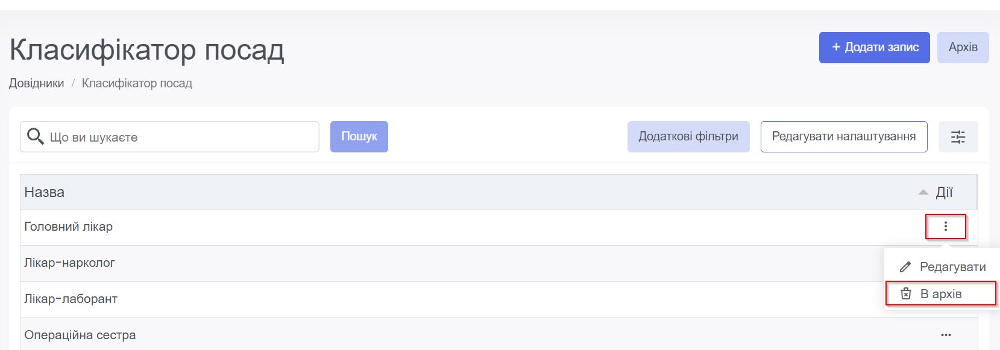 Класифікатор посад
+ Додати запис
Архів
Довідники / Класифікатор посад
Що ви шукаєте
Пошук
Додаткові фільтри
Редагувати налаштування
Назва
Дії
Головний лікар
Лікар-нарколог
Редагувати
Лікар-лаборант
В архів
Операційна сестра